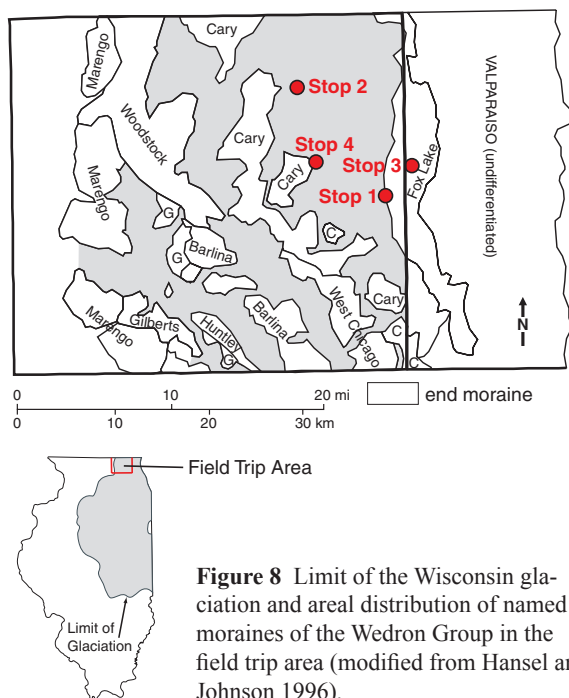 Cary
Marengo
Stop 2
Woodstock
Cary
VALPARAISO (undifferentiated)
Stop 4
Stop 3
Cary
Fox Lake
Marengo
Stop 1
G
C
Barlina
G
Cary
West Chicago
Barlina
Gilberts
Marengo
Huntley
C
G
C
N
0 10 20 mi
0 10 20 30 km
end moraine
Field Trip Area
Limit of
Glaciation
Figure 8 Limit of the Wisconsin gla-
ciation and areal distribution of named
moraines of the Wedron Group in the
field trip area (modified from Hansel an
Johnson 1996).